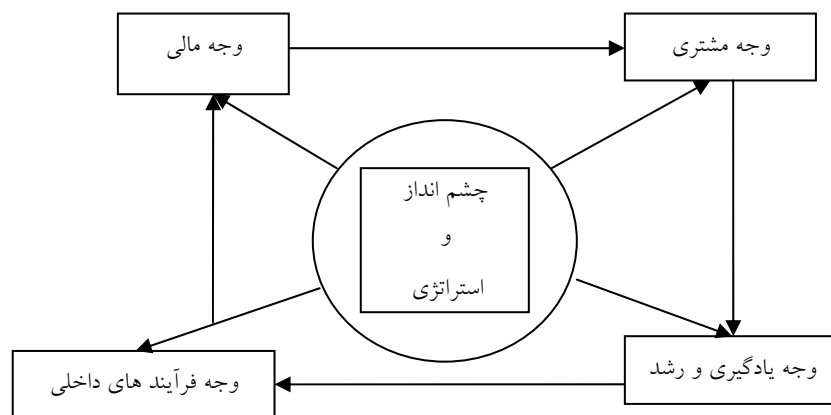 وجه مشتری
وجه مالی
چشم انداز
و
استراتژی
وجه یادگیری و رشد
وجه فرآیند های داخلی